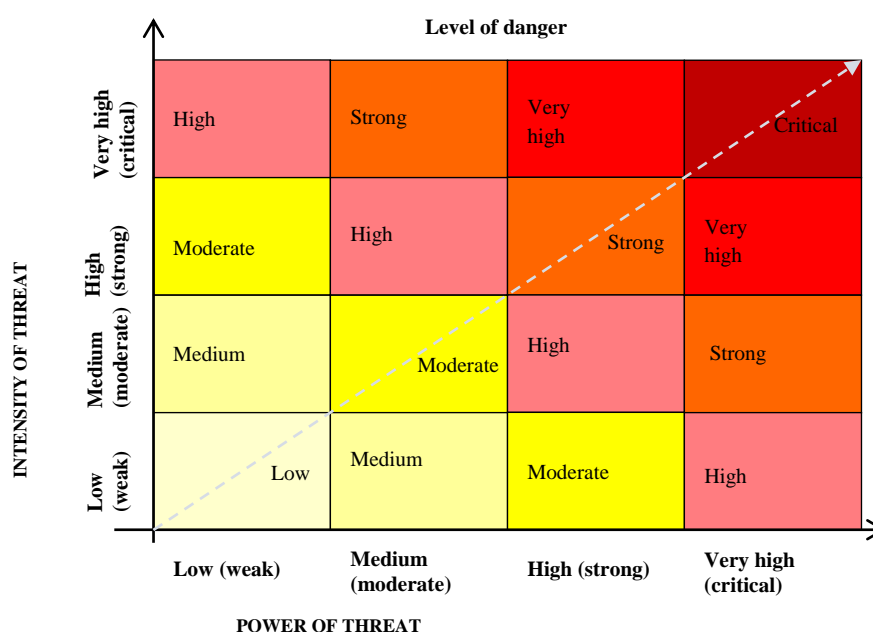 Level of danger
Very high
(critical)
High
Strong
Very
high
Critical
High
(strong)
Moderate
High
Strong
Very
high
INTENSITY OF THREAT
Medium
(moderate)
Medium
Moderate
High
Strong
Low
(weak)
Low
Medium
Moderate
High
Low (weak)
Medium
(moderate)
High (strong)
Very high
(critical)
POWER OF THREAT